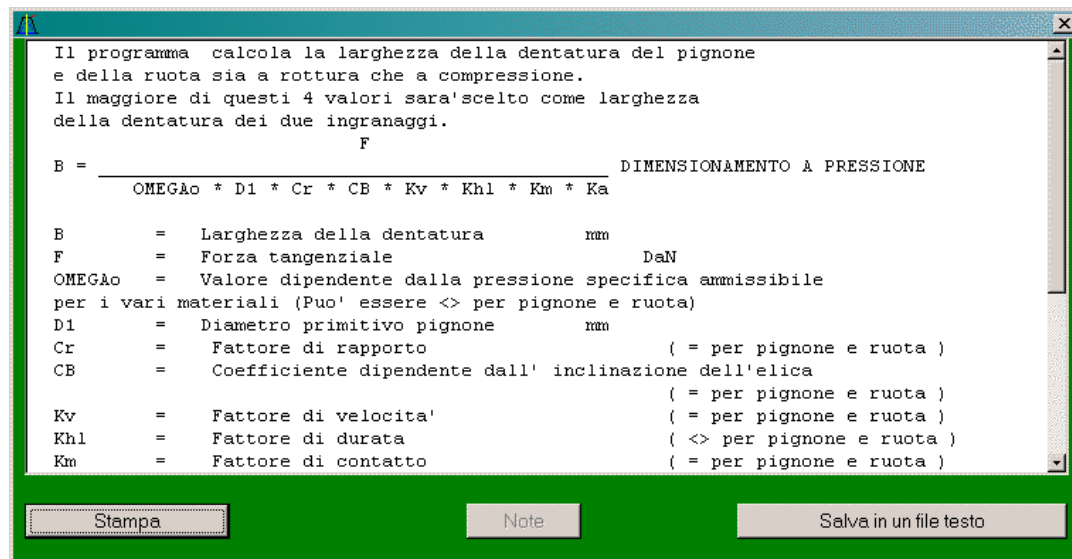 Il programma calcola la larghezza della dentatura del pignone
e della ruota sia a rottura che a compressione.
Il maggiore di questi 4 valori sara'scelto come larghezza
della dentatura dei due ingranaggi.
F
B = ________________________________ DIMENSIONAMENTO A PRESSIONE
OMEGAo * D1 * Cr * CB * Kv * Khl * Km * Ka
B = Larghezza della dentatura mm
F = Forza tangenziale DaN
OMEGAo = Valore dipendente dalla pressione specifica ammissibile
per i vari materiali (Puo' essere <> per pignone e ruota)
D1 = Diametro primitivo pignone mm
Cr = Fattore di rapporto ( = per pignone e ruota )
CB = Coefficiente dipendente dall' inclinazione dell'elica
( = per pignone e ruota )
Kv = Fattore di velocita' ( = per pignone e ruota )
Khl = Fattore di durata ( <> per pignone e ruota )
Km = Fattore di contatto ( = per pignone e ruota )
Stampa Note Salva in un file testo